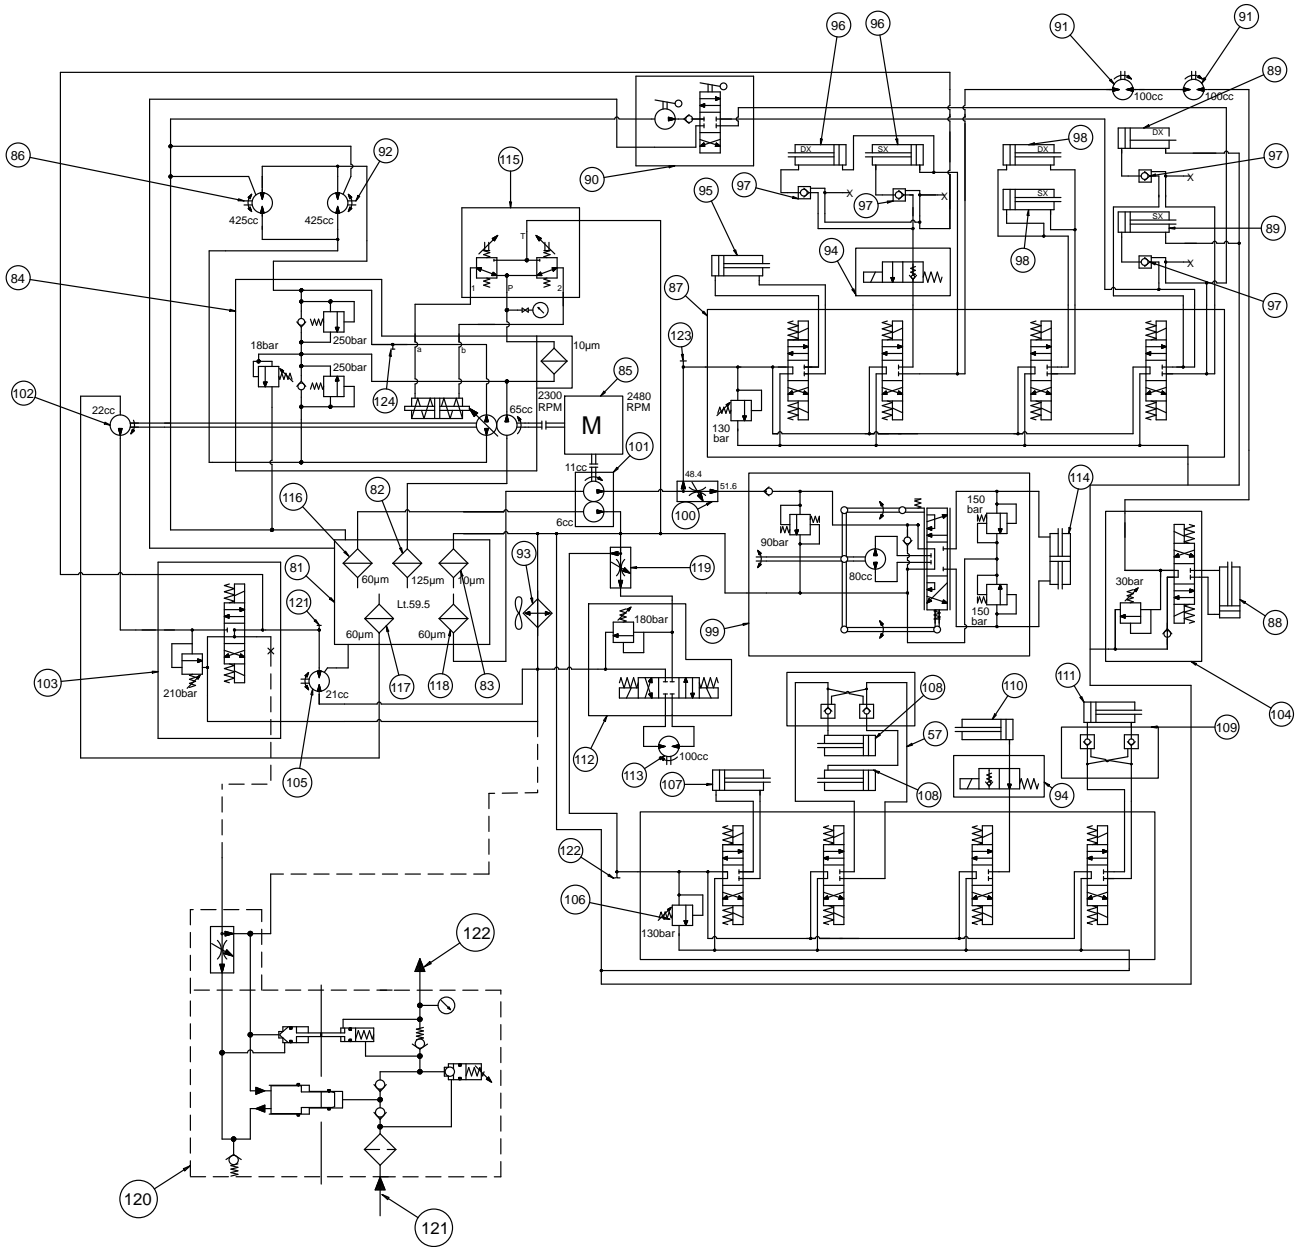 96
96
91
91
89
100cc
100cc
86
92
115
90
DX
SX
98
DX
DX
97
425cc
425cc
95
97
97
X
X
X
SX
SX
89
84
T
94
98
1
P
2
87
X
97
123
250bar
18bar
10µm
a
b
250bar
85
102
22cc
124
65cc
2300
RPM
M
2480
RPM
130
bar
101
11cc
116
82
48.4
51.6
100
114
150
bar
6cc
90bar
81
93
119
80cc
30bar
60µm
125µm
10µm
Lt.59.5
121
60µm
60µm
180bar
99
150
bar
88
103
210bar
21cc
117
118
83
108
110
111
104
57
109
112
113
100cc
105
107
108
94
122
106
130bar
122
120
121